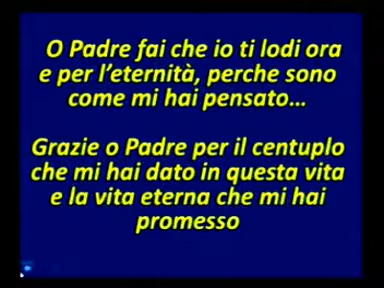 O Padre fai che io ti lodi ora
e per l'eternità, perche sono
come mi hai pensato...
Grazie o Padre per il centuplo
che mi hai dato in questa vita
e la vita eterna che mi hai
promesso